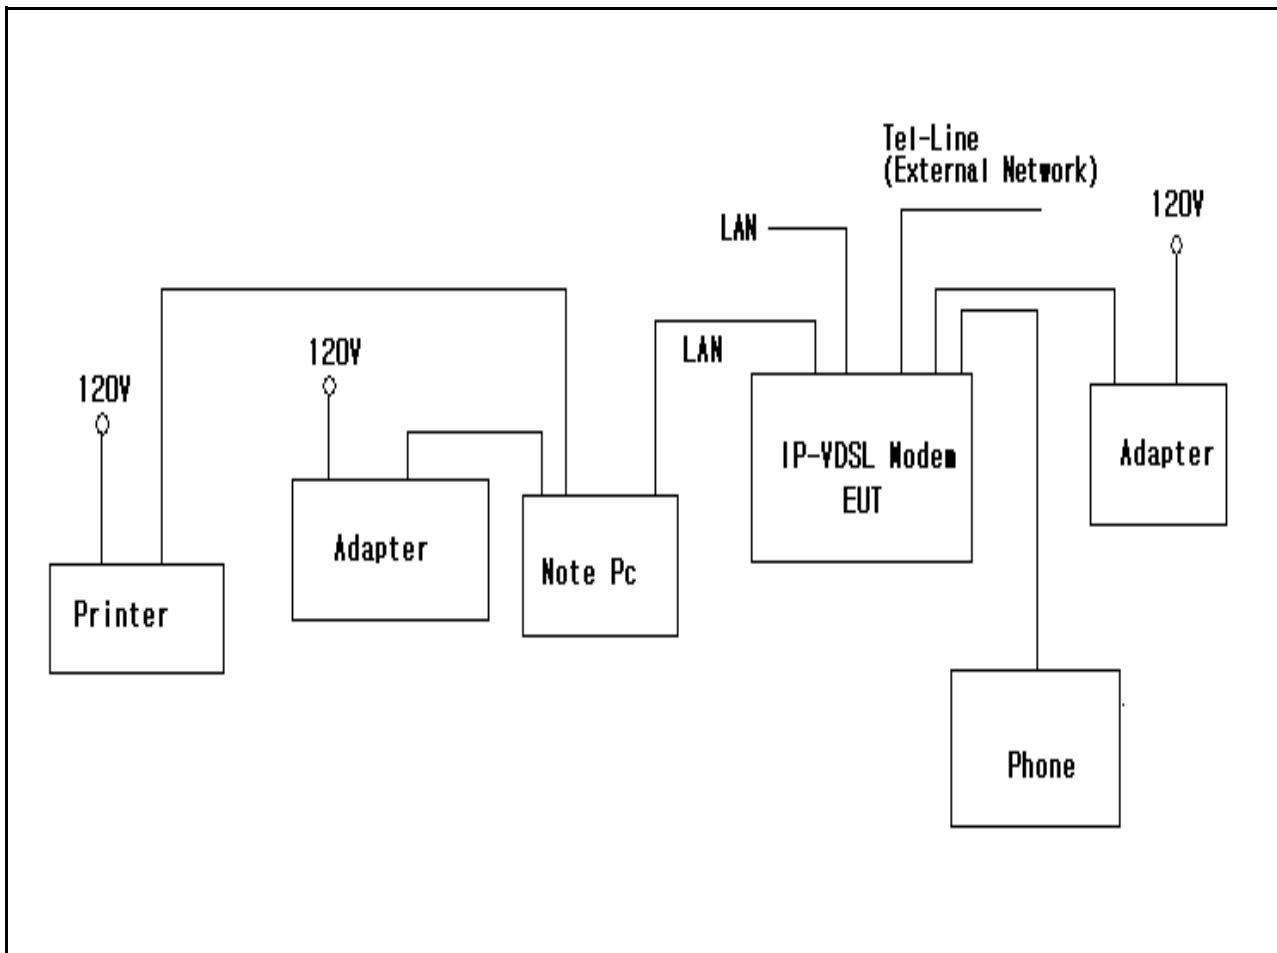 Tel-Line
(External Network)
120V
LAN
LAN
120V
120V
IP-VDSL Modem
EUT
Adapter
Adapter
Note Pc
Printer
Phone